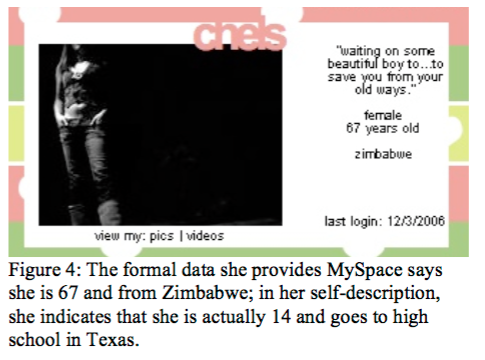 chels
"waiting on some
beautiful boy to...to
save you from your
old ways."
female
67 years old
zimbabwe
last login: 12/3/2006
view my: pics | videos
Figure 4: The formal data she provides MySpace says
she is 67 and from Zimbabwe; in her self-description,
she indicates that she is actually 14 and goes to high
school in Texas.